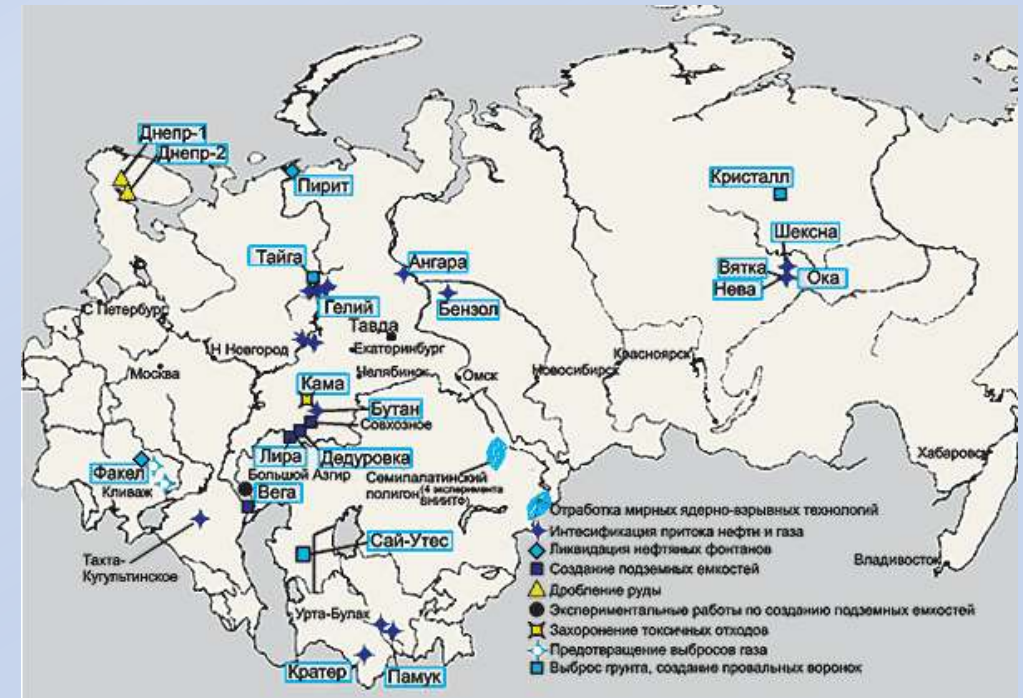 Днепр-1
Днепр-2
Пирит
Кристалл
Шексна
Тайга
Ангара
Вятка
Нева
Ока
Гелий
Бензол
С Петербург
Тавда
Н Новгород
Екатеринбург
Красноярск
Москва
Челябинск
Омск
Новосибирск
Кама
Бутан
Совхозное
Лира
Дедуровка
Хабаровск
Факел
Большой Азгир
Семипалатинский
полигон (4 эксперимента
ВНИИТФ)
Кливаж
Вега
Отработка мирных ядерно-взрывных технологий
Интесификация притока нефти и газа
Сай-Утес
Ликвидация нефтяных фонтанов
Владивосток
Тахта-
Кугультинское
Создание подземных емкостей
Дробление руды
Урта-Булак
Экспериментальные работы по созданию подземных емкостей
Захоронение токсичных отходов
Предотвращение выбросов газа
Кратер
Памук
Выброс грунта, создание провальных воронок